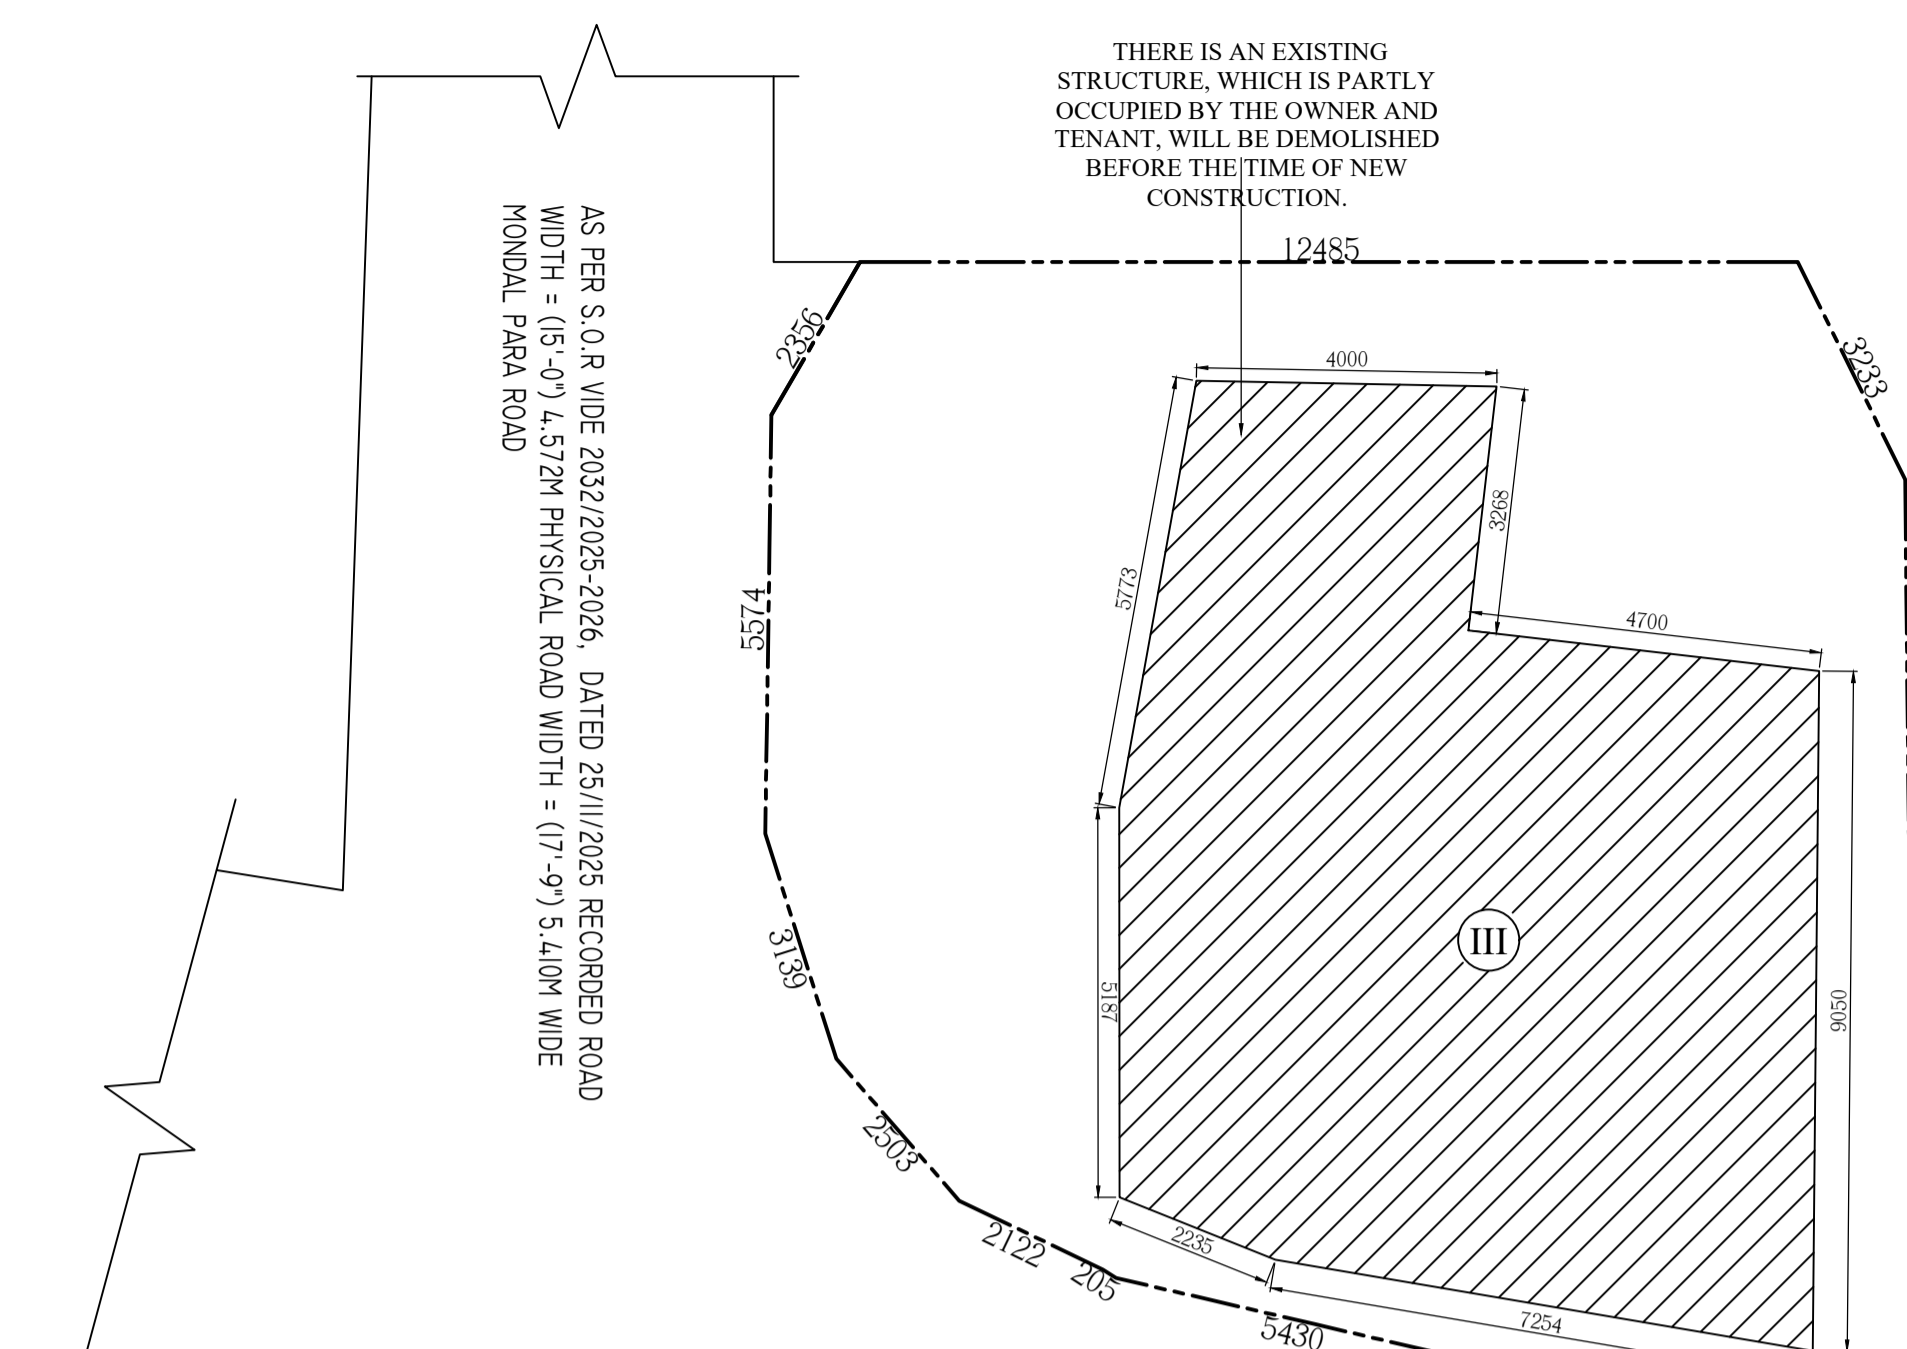 THERE IS AN EXISTING
STRUCTURE, WHICH IS PARTLY
OCCUPIED BY THE OWNER AND
TENANT, WILL BE DEMOLISHED
BEFORE THE TIME OF NEW
CONSTRUCTION.
12485
2356
3233
4000
3268
5773
4700
5574
AS PER S.O.R VIDE 2032/2025-2026, DATED 25/11/2025 RECORDED ROAD
WIDTH = (15'-0") 4.572M PHYSICAL ROAD WIDTH = (17'-9") 5.410M WIDE
MONDAL PARA ROAD
3139
III
5187
9050
2503
2122
205
2235
7254
5430